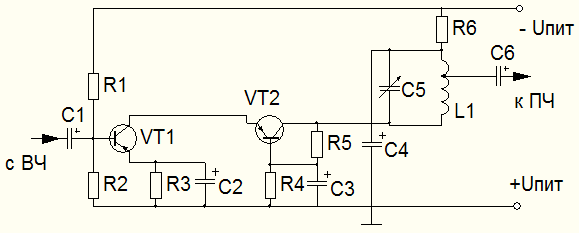 - Uпит
R6
C6
+
R1
C5
VT2
C1
+
L1
к ПЧ
VT1
R5
+
C4
с ВЧ
R2
R3
+
C2
R4
+
C3
+Uпит